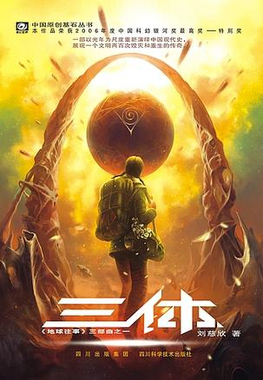 中国原创基石丛书
本作品荣获2006年度中国科幻银河奖最高奖——特别奖
一部以光年为尺度重新演绎中国现代史，
展现一个文明两百次毁灭和重生的传奇。
三体
《地球往事》三部曲之一
刘慈欣 著
四川出版集团 四川科学技术出版社